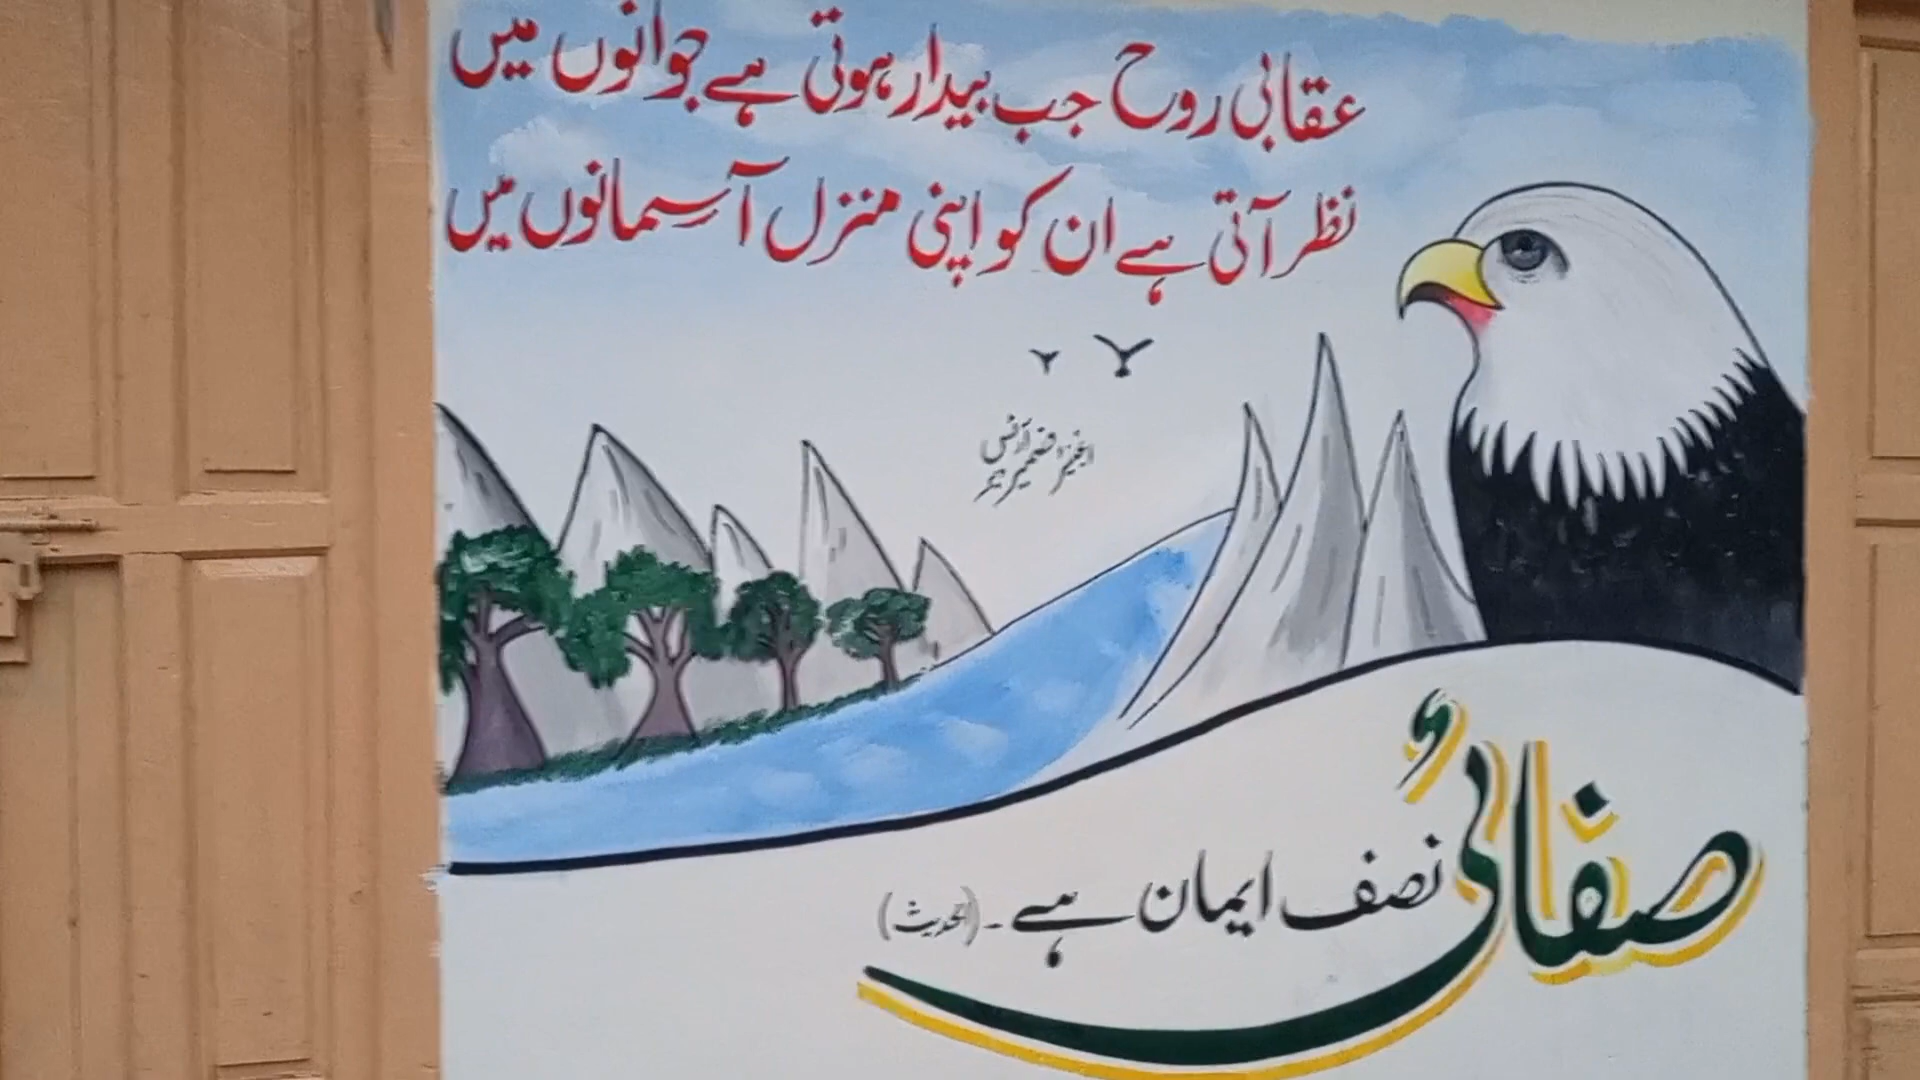 عقابی روح جب بیدار ہوتی ہے جوانوں میں
نظر آتی ہے ان کو اپنی منزل آسمانوں میں
صفائی نصف ایمان ہے ۔ (الحدیث)